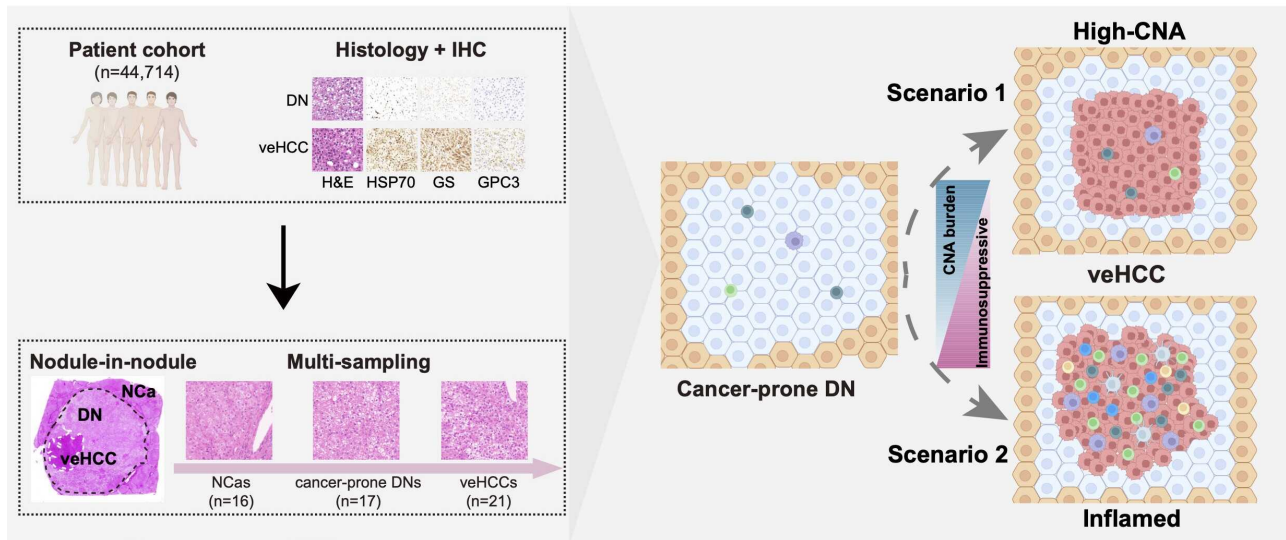 Patient cohort
(n=44,714)
Histology + IHC
DN
veHCC
H&E HSP70 GS GPC3
Nodule-in-nodule
Multi-sampling
NCa
DN
veHCC
NCas
(n=16)
cancer-prone DNs
(n=17)
veHCCs
(n=21)
Cancer-prone DN
CNA burden
Immunosuppressive
Scenario 1
High-CNA
veHCC
Scenario 2
Inflamed